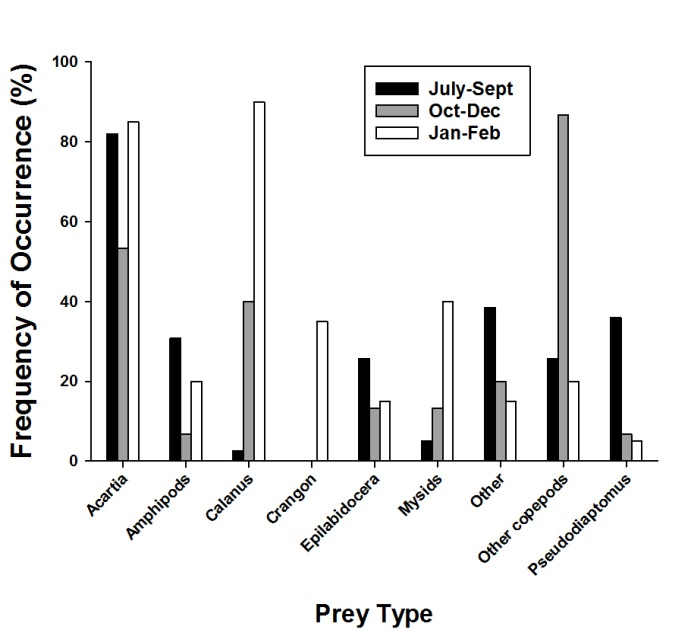 Frequency of Occurrence (%)
100
80
60
40
20
0
July-Sept
Oct-Dec
Jan-Feb
Acartia
Amphipods
Calanus
Crangon
Epilabidocera
Mysids
Other
Other copepods
Pseudodiaptomus
Prey Type